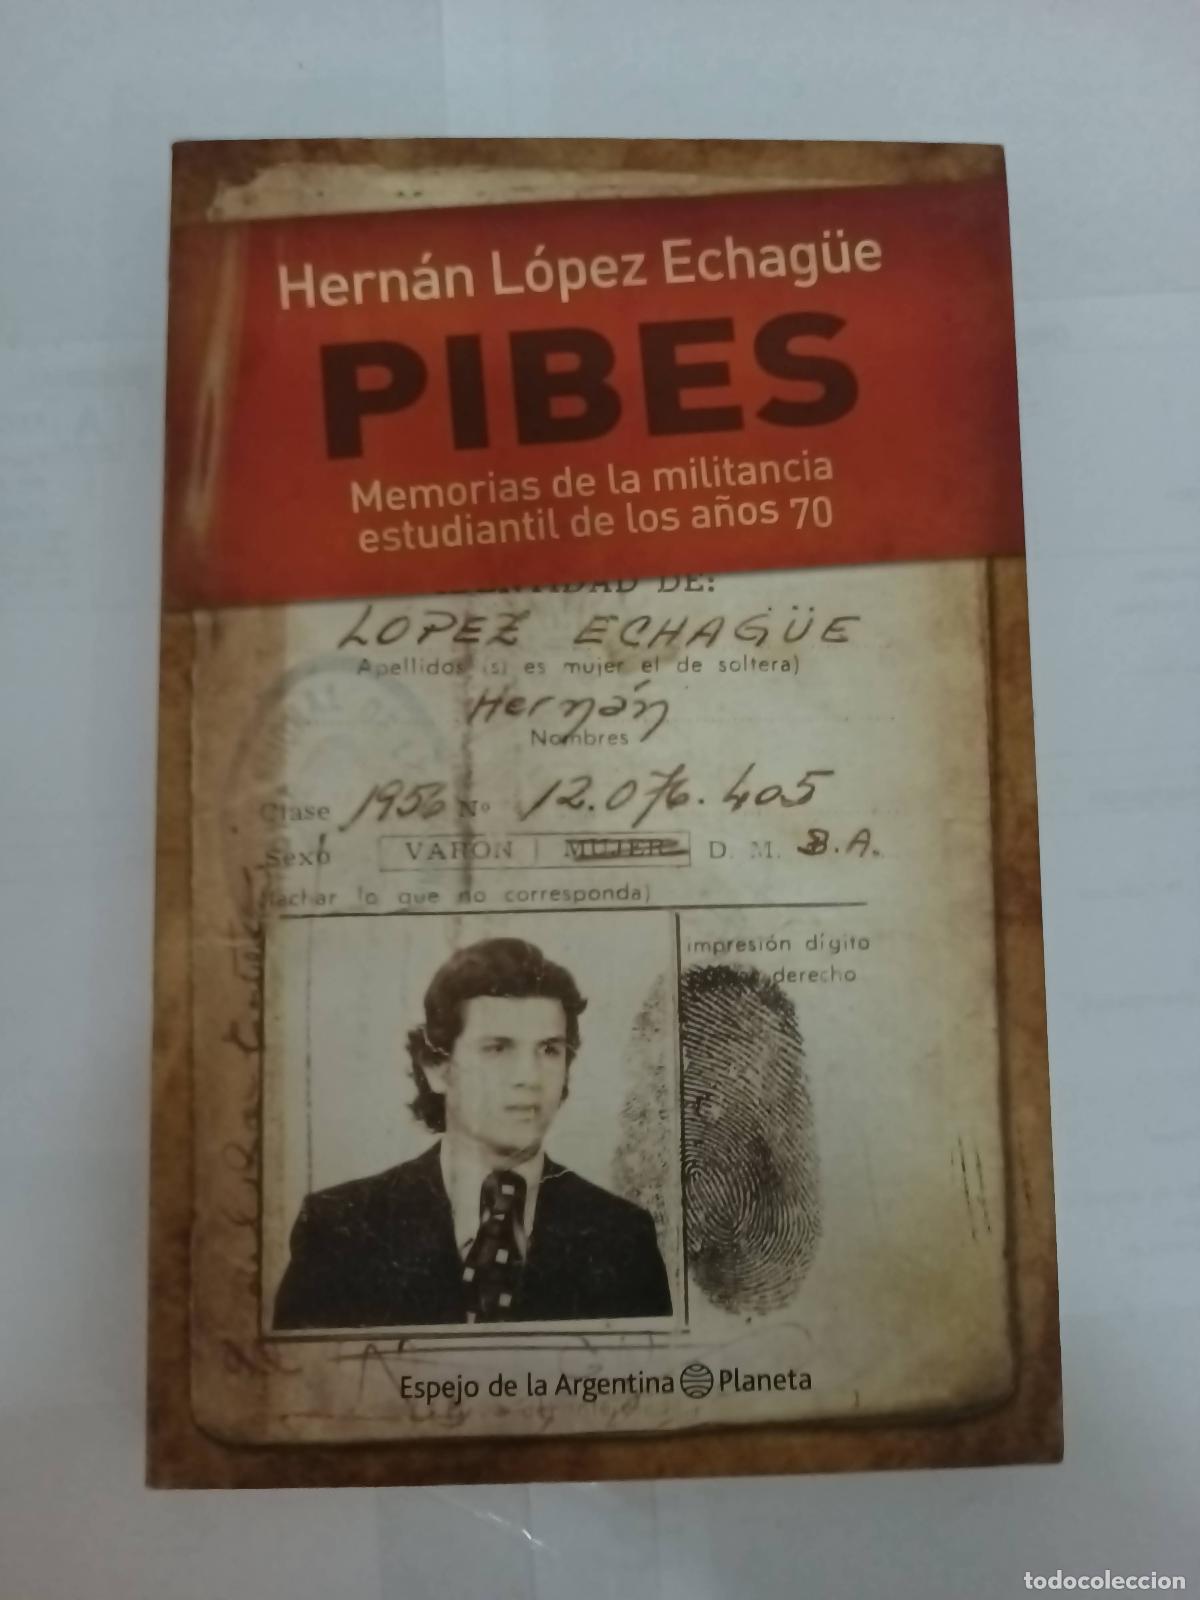 Hernán López Echagüe
PIBES
Memorias de la militancia
estudiantil de los años 70
IDENTIDAD DE:
LOPEZ ECHAGÜE
Apellidos (si es mujer el de soltera)
Hernán
Nombres
Clase 1956 Nº 12.076.405
Sexo VARON | MUJER D. M. B.A.
(tachar lo que no corresponda)
impresión dígito
derecho
Espejo de la Argentina Planeta
todocoleccion